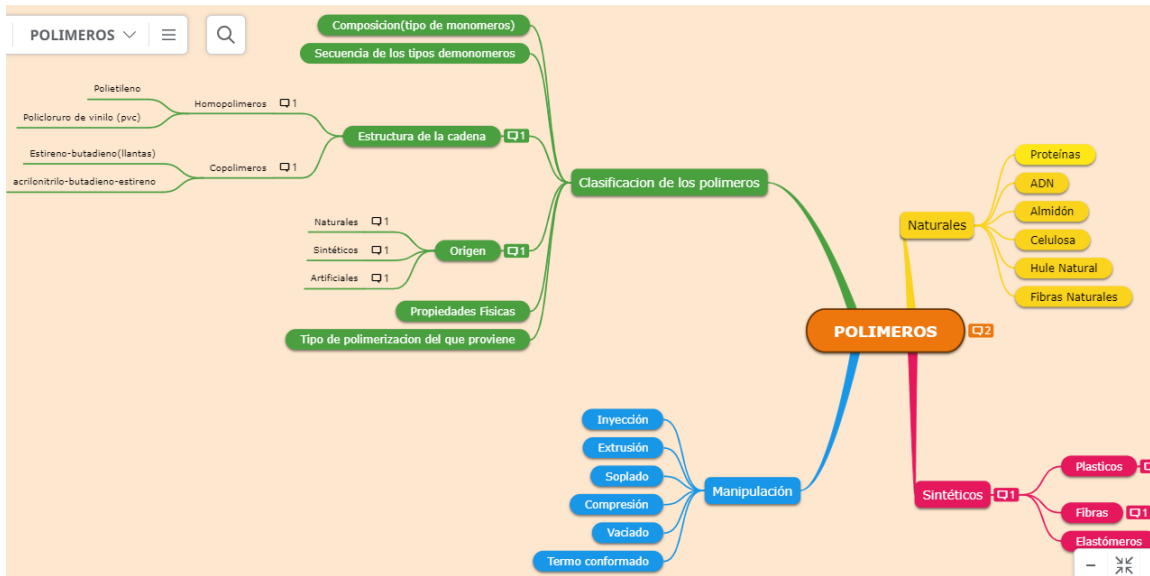 POLIMEROS
Composicion(tipo de monomeros)
Secuencia de los tipos demonomeros
Polietileno
Policloruro de vinilo (pvc)
Homopolimeros 1
Estireno-butadieno(llantas)
acrilonitrilo-butadieno-estireno
Copolimeros 1
Estructura de la cadena 1
Naturales 1
Sintéticos 1
Artificiales 1
Origen 1
Propiedades Fisicas
Tipo de polimerizacion del que proviene
Clasificacion de los polimeros
Naturales
Proteínas
ADN
Almidón
Celulosa
Hule Natural
Fibras Naturales
POLIMEROS 2
Inyección
Extrusión
Soplado
Compresión
Vaciado
Termo conformado
Manipulación
Sintéticos 1
Plasticos
Fibras 1
Elastómeros